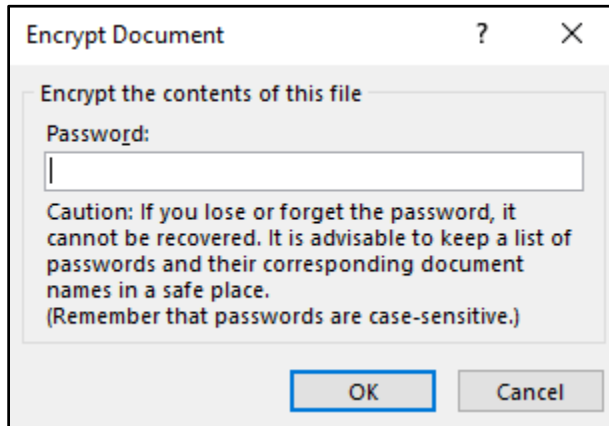 Encrypt Document ? ×
Encrypt the contents of this file
Password:
Caution: If you lose or forget the password, it
cannot be recovered. It is advisable to keep a list of
passwords and their corresponding document
names in a safe place.
(Remember that passwords are case-sensitive.)
OK Cancel